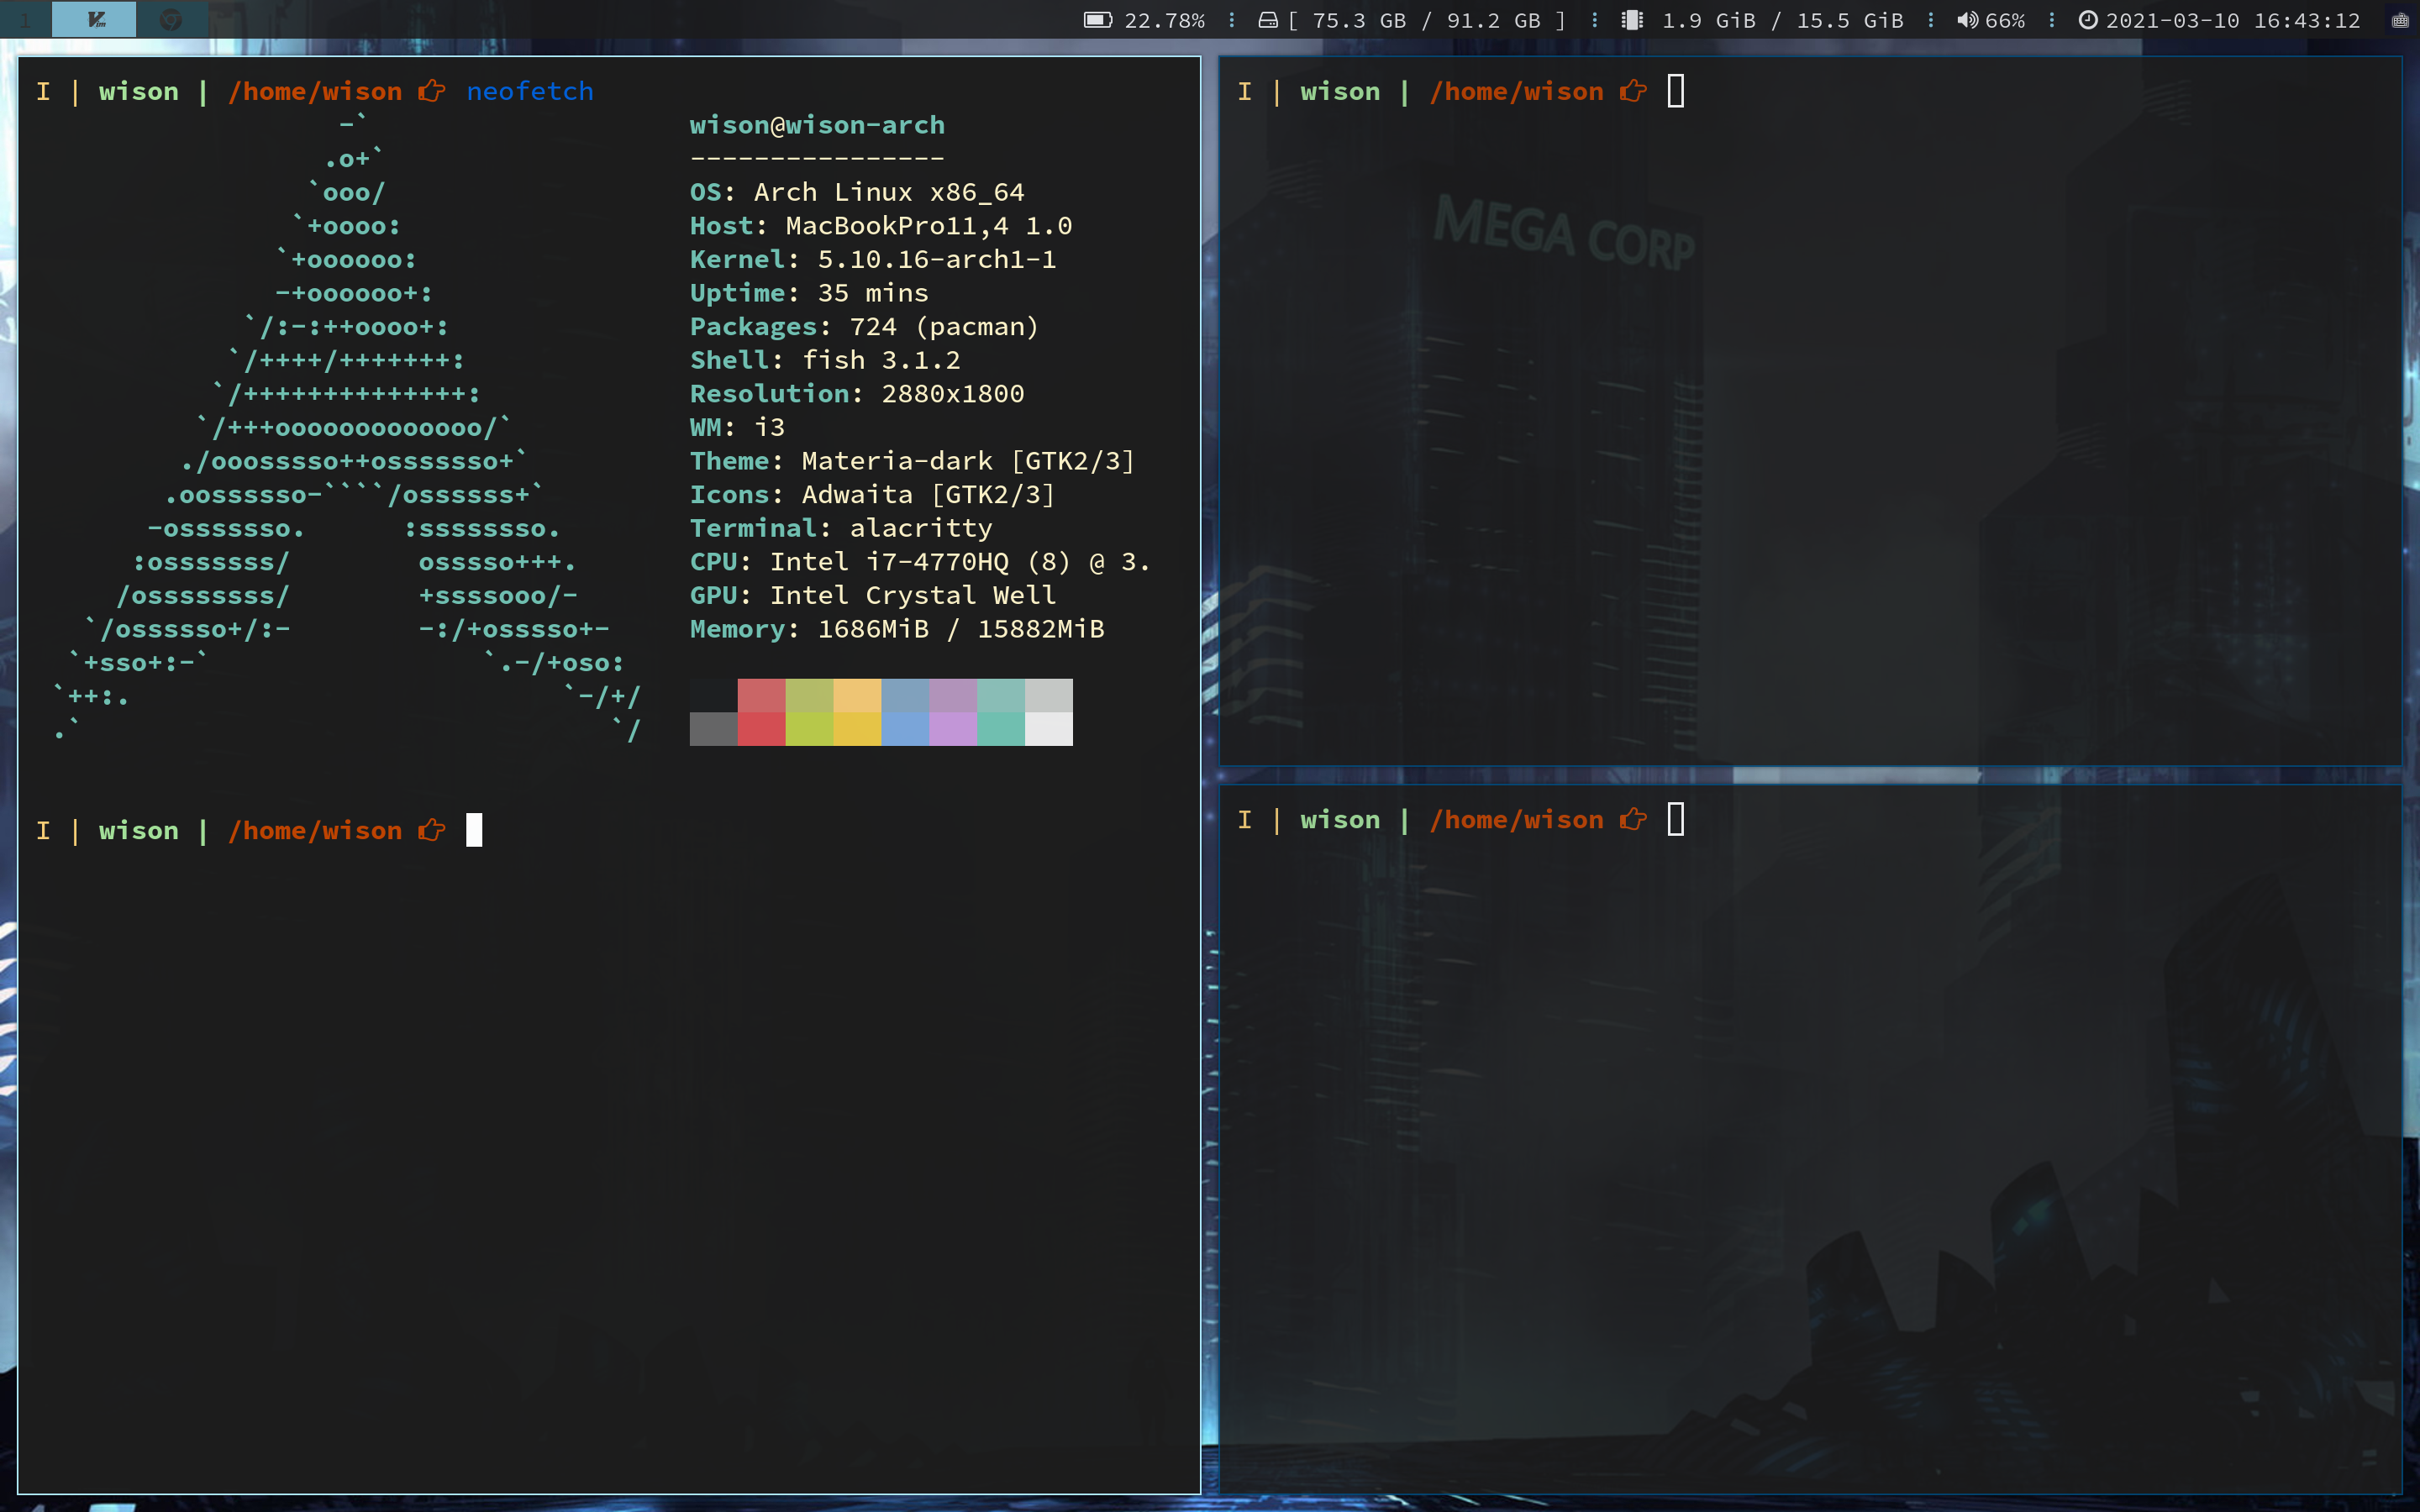 1 Vim 22.78% ⋮ [ 75.3 GB / 91.2 GB ] ⋮ 1.9 GiB / 15.5 GiB ⋮ 66% ⋮ 2021-03-10 16:43:12
I | wison | /home/wison 👉 neofetch
                   -`
                  .o+`
                 `ooo/
                `+oooo:
               `+oooooo:
               -+oooooo+:
             `/:-:++oooo+:
            `/++++/+++++++:
           `/++++++++++++++:
          `/+++ooooooooooooo/`
         ./ooosssso++osssssso+`
        .oossssso-````/ossssss+`
       -osssssso.      :ssssssso.
      :osssssss/        osssso+++.
     /ossssssss/        +ssssooo/-
   `/ossssso+/:-        -:/+osssso+-
  `+sso+:-`                 `.-/+oso:
 `++:.                           `-/+/
 .`                                 `/
wison@wison-arch
----------------
OS: Arch Linux x86_64
Host: MacBookPro11,4 1.0
Kernel: 5.10.16-arch1-1
Uptime: 35 mins
Packages: 724 (pacman)
Shell: fish 3.1.2
Resolution: 2880x1800
WM: i3
Theme: Materia-dark [GTK2/3]
Icons: Adwaita [GTK2/3]
Terminal: alacritty
CPU: Intel i7-4770HQ (8) @ 3.
GPU: Intel Crystal Well
Memory: 1686MiB / 15882MiB
I | wison | /home/wison 👉
I | wison | /home/wison 👉
MEGA CORP
I | wison | /home/wison 👉